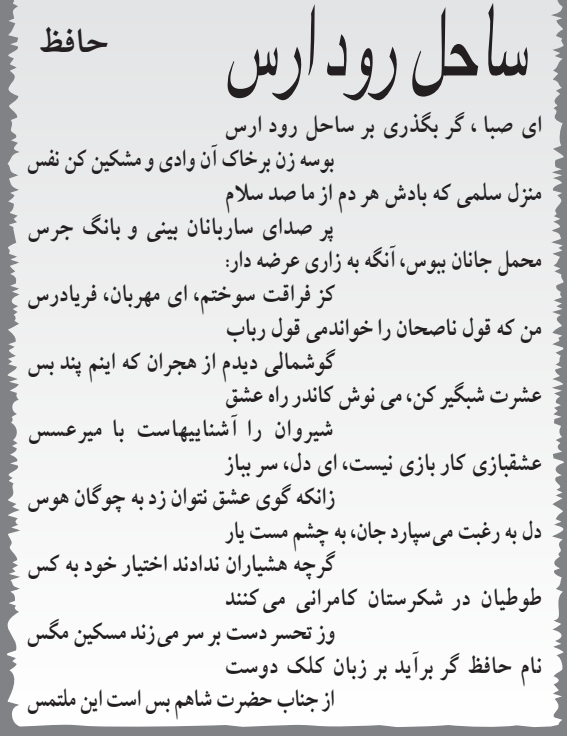 ساحل رود ارس
حافظ
ای صبا ، گر بگذری بر ساحل رود ارس
بوسه زن برخاک آن وادی و مشکین کن نفس
منزل سلمی که بادش هر دم از ما صد سلام
پر صدای ساربانان بینی و بانگ جرس
محمل جانان ببوس، آنگه به زاری عرضه دار:
کز فراقت سوختم، ای مهربان، فریادرس
من که قول ناصحان را خواندمی قول رباب
گوشمالی دیدم از هجران که اینم پند بس
عشرت شبگیر کن، می نوش کاندر راه عشق
شیروان را آشناییهاست با میرعسس
عشقبازی کار بازی نیست، ای دل، سر بباز
زانکه گوی عشق نتوان زد به چوگان هوس
دل به رغبت می‌سپارد جان، به چشم مست یار
گرچه هشیاران ندادند اختیار خود به کس
طوطیان در شکرستان کامرانی می‌کنند
وز تحسر دست بر سر می‌زند مسکین مگس
نام حافظ گر برآید بر زبان کلک دوست
از جناب حضرت شاهم بس است این ملتمس